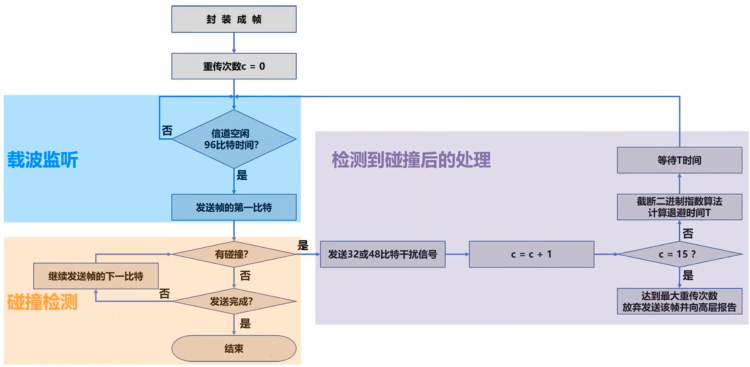 封 装 成 帧
重传次数c = 0
载波监听
否
信道空闲
96比特时间?
是
发送帧的第一比特
检测到碰撞后的处理
等待T时间
截断二进制指数算法
计算退避时间T
否
有碰撞?
是
发送32或48比特干扰信号
c = c + 1
c = 15 ?
是
达到最大重传次数
放弃发送该帧并向高层报告
碰撞检测
继续发送帧的下一比特
否
否
发送完成?
是
结束